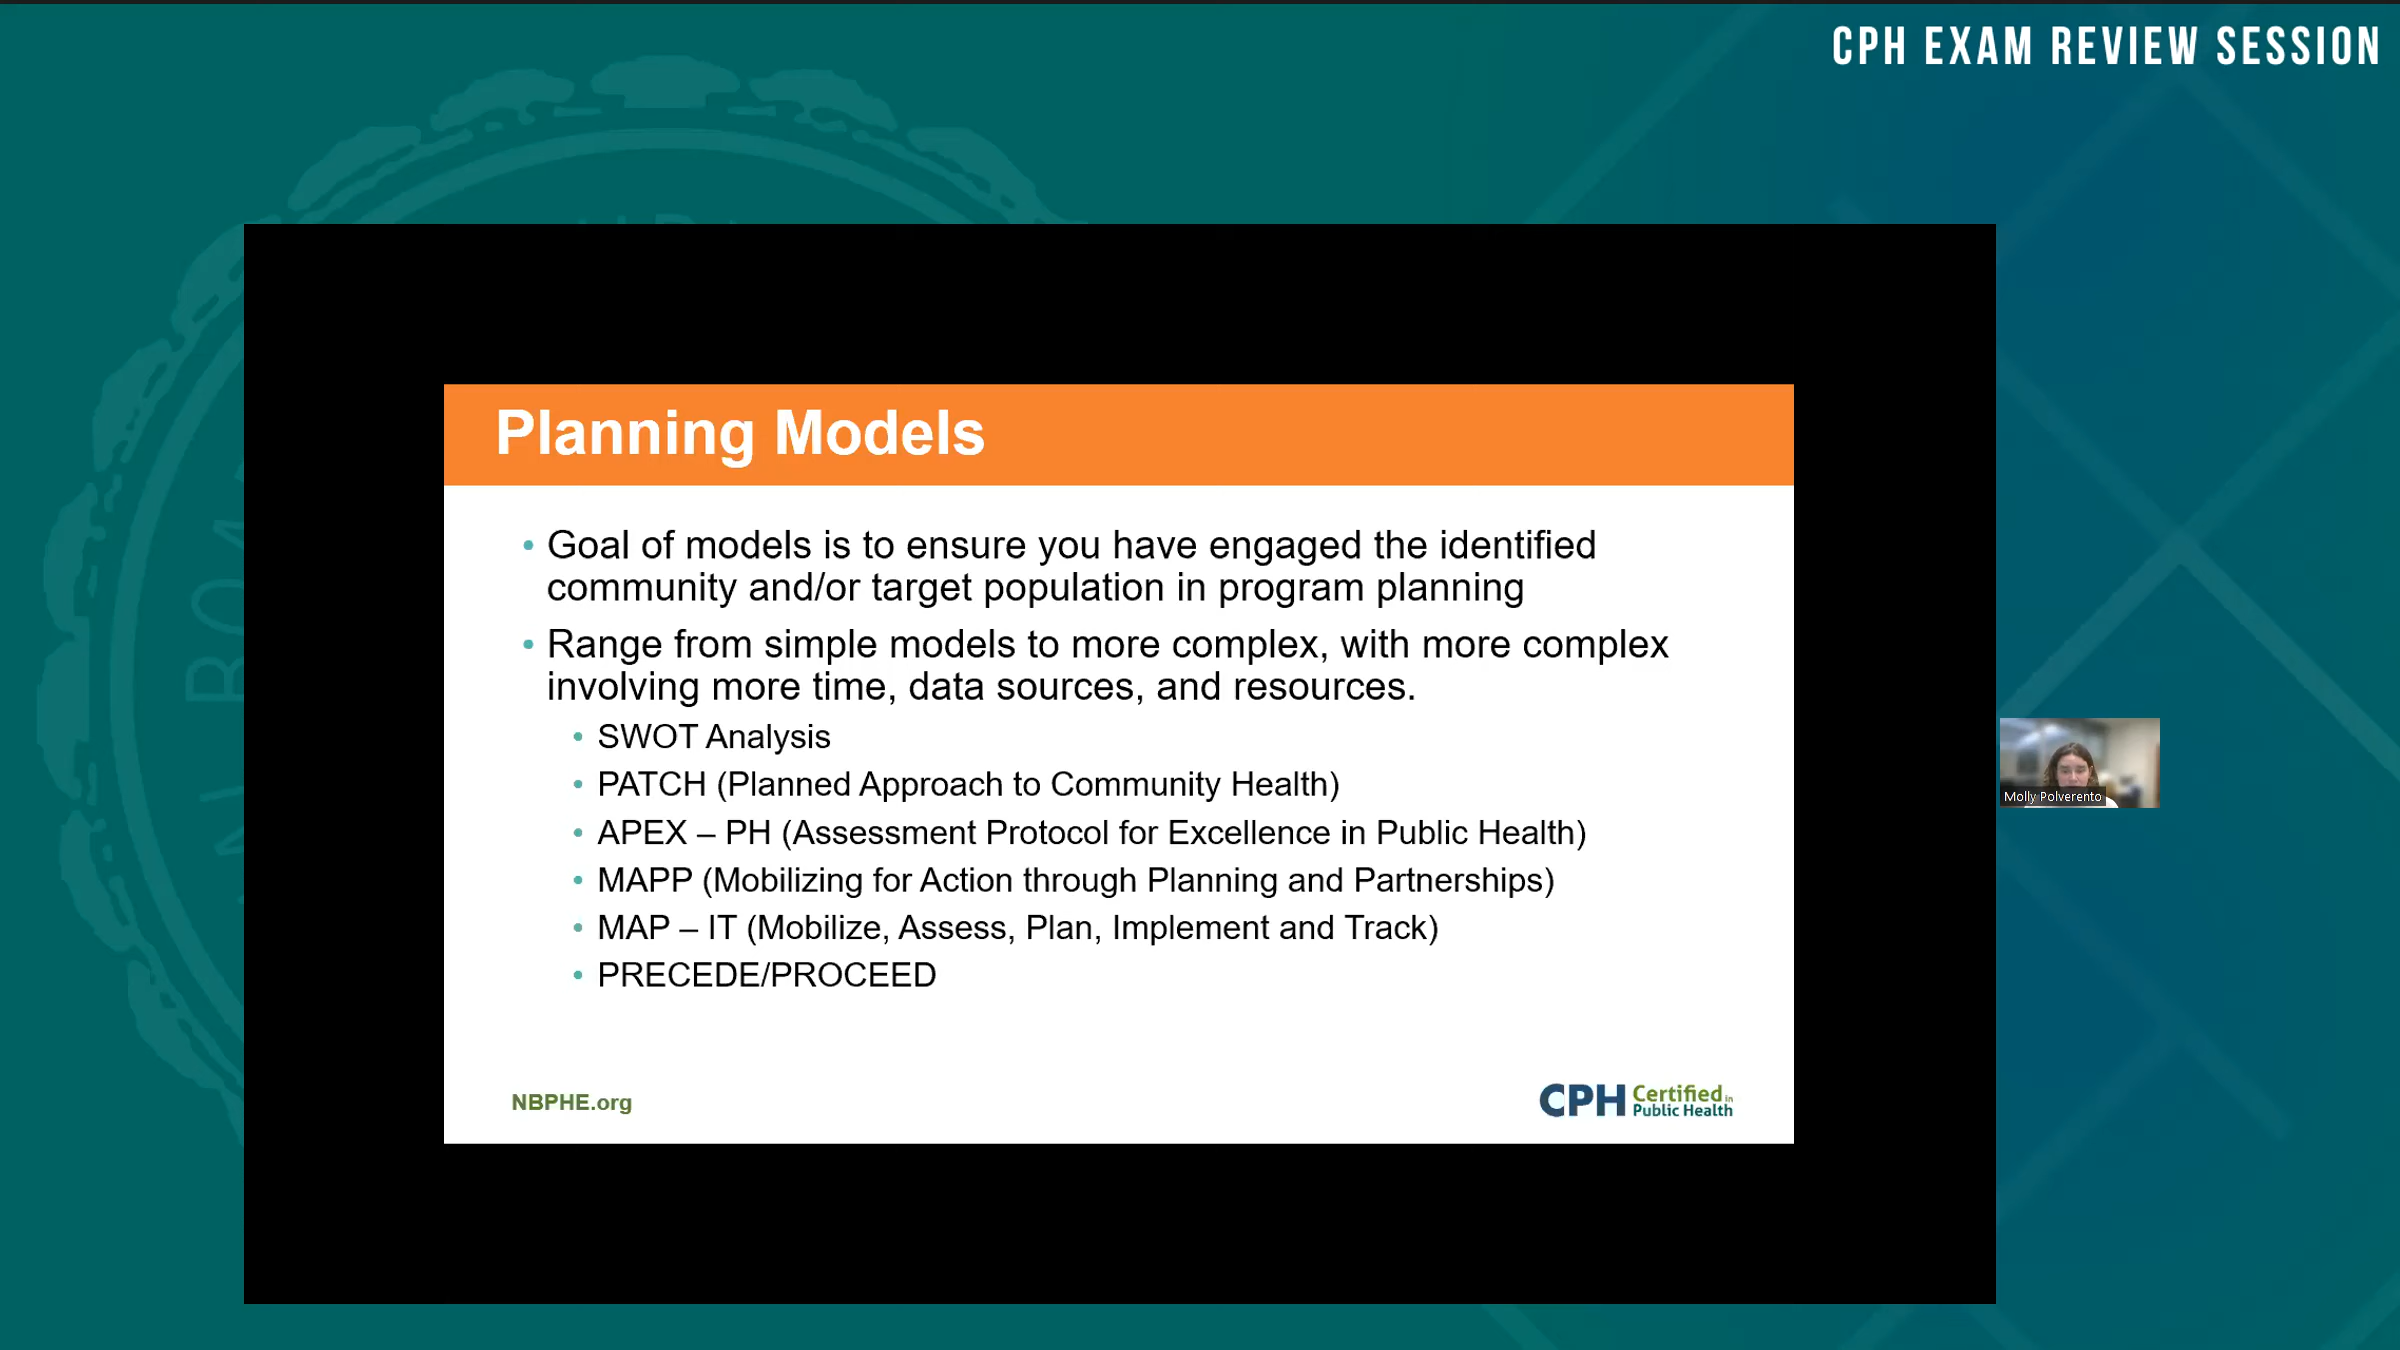 CPH EXAM REVIEW SESSION
Planning Models
• Goal of models is to ensure you have engaged the identified
community and/or target population in program planning
• Range from simple models to more complex, with more complex
involving more time, data sources, and resources.
• SWOT Analysis
• PATCH (Planned Approach to Community Health)
• APEX – PH (Assessment Protocol for Excellence in Public Health)
• MAPP (Mobilizing for Action through Planning and Partnerships)
• MAP – IT (Mobilize, Assess, Plan, Implement and Track)
• PRECEDE/PROCEED
Molly Polverento
NBPHE.org
CPH Certified in
Public Health